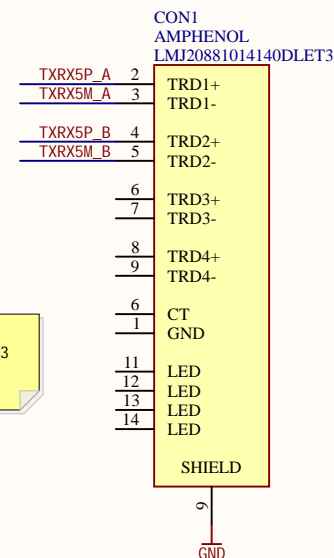 CON1
AMPHENOL
LMJ20881014140DLET3
TXRX5P_A 2 TRD1+
TXRX5M_A 3 TRD1-
TXRX5P_B 4 TRD2+
TXRX5M_B 5 TRD2-
6 TRD3+
7 TRD3-
8 TRD4+
9 TRD4-
6 CT
1 GND
3
11 LED
12 LED
13 LED
14 LED
SHIELD
9
GND